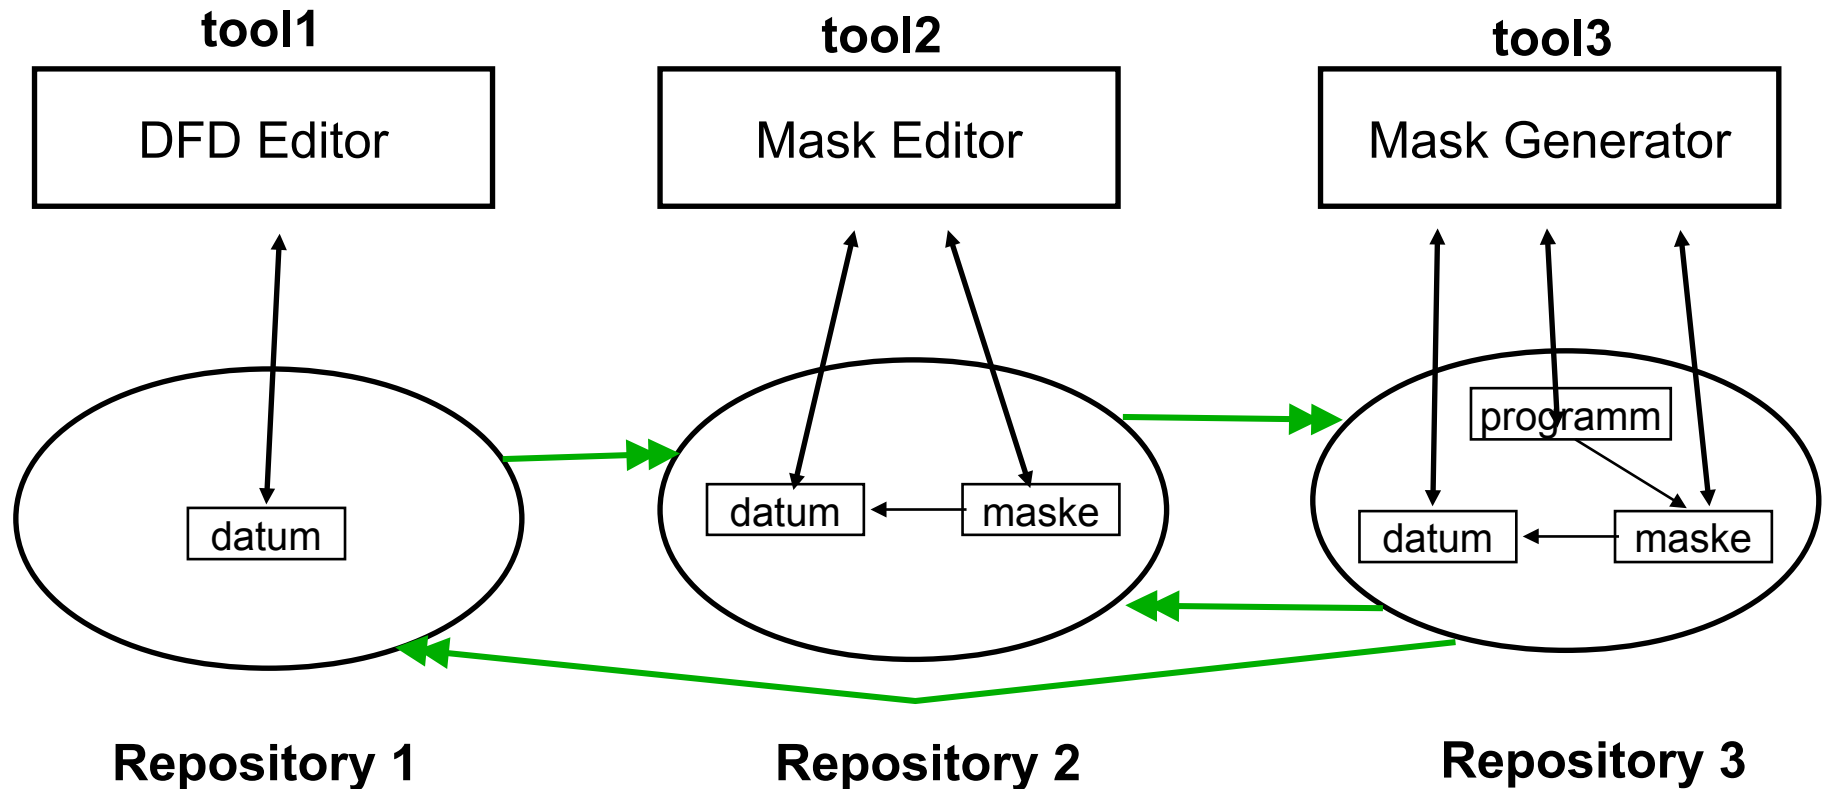 tool1
tool2
tool3
DFD Editor
Mask Editor
Mask Generator
programm
datum
datum
maske
datum
maske
Repository 1
Repository 2
Repository 3